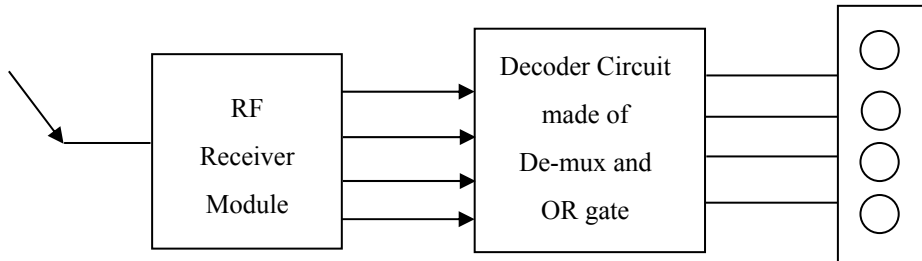 RF
Receiver
Module
Decoder Circuit
made of
De-mux and
OR gate